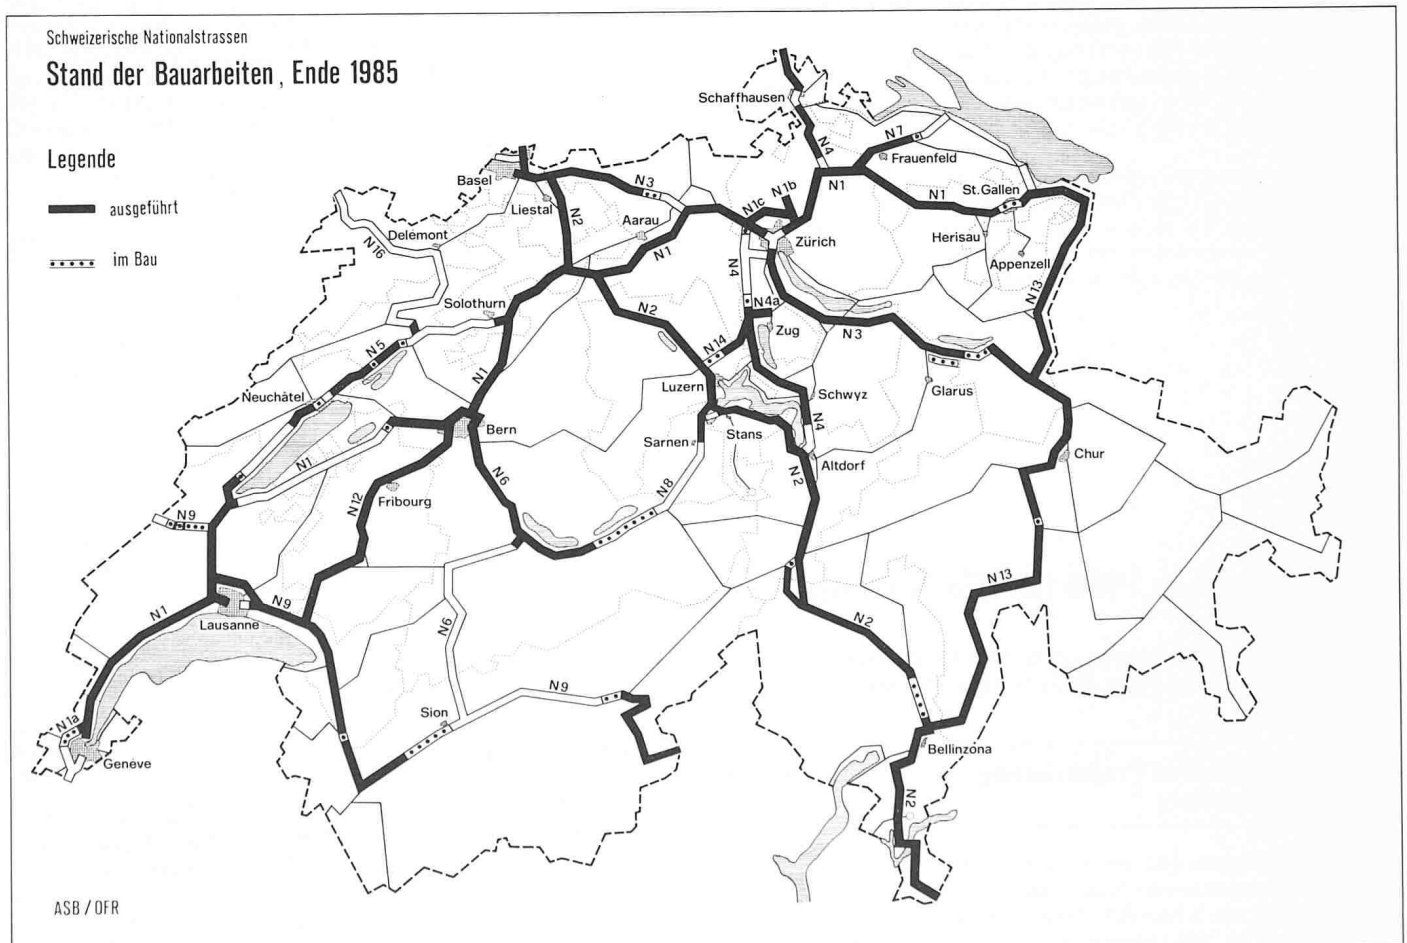 Schweizerische Nationalstrassen
Stand der Bauarbeiten, Ende 1985
Legende
ausgeführt
im Bau
Schaffhausen
N4
N7
Frauenfeld
Basel
N3
N1b
N1
N1
St.Gallen
Liestal
N2
Aarau
N1c
Zürich
Herisau
Delémont
N16
N1
N4
Appenzell
N13
Solothurn
N2
N4a
Zug
N3
N5
N14
Luzern
Schwyz
Glarus
Neuchâtel
N1
Bern
Sarnen
Stans
N4
Altdorf
Chur
N1
N6
N2
N12
Fribourg
N8
N9
N13
N1
N9
Lausanne
N6
N2
N9
Sion
N1a
Genève
Bellinzona
N2
ASB / OFR